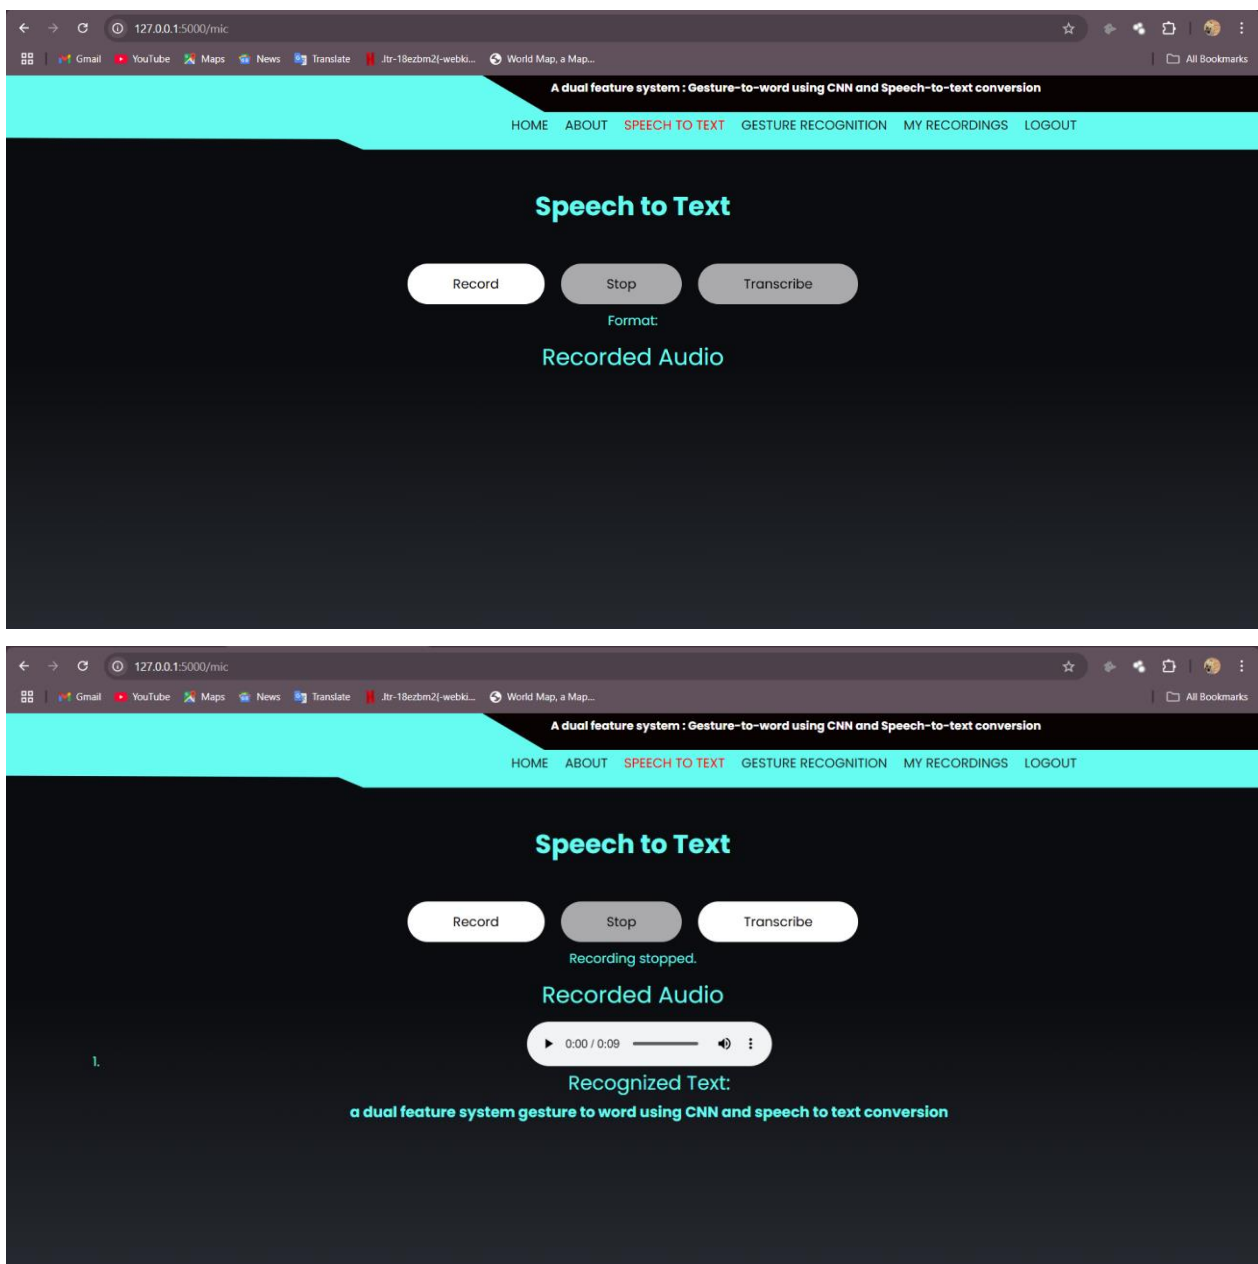 127.0.0.1:5000/mic
Gmail YouTube Maps News Translate .ltr-18ezbm2{-webki... World Map, a Map... All Bookmarks
A dual feature system : Gesture-to-word using CNN and Speech-to-text conversion
HOME ABOUT SPEECH TO TEXT GESTURE RECOGNITION MY RECORDINGS LOGOUT
Speech to Text
Record Stop Transcribe
Format:
Recorded Audio
127.0.0.1:5000/mic
Gmail YouTube Maps News Translate .ltr-18ezbm2{-webki... World Map, a Map... All Bookmarks
A dual feature system : Gesture-to-word using CNN and Speech-to-text conversion
HOME ABOUT SPEECH TO TEXT GESTURE RECOGNITION MY RECORDINGS LOGOUT
Speech to Text
Record Stop Transcribe
Recording stopped.
Recorded Audio
0:00 / 0:09
1.
Recognized Text:
a dual feature system gesture to word using CNN and speech to text conversion